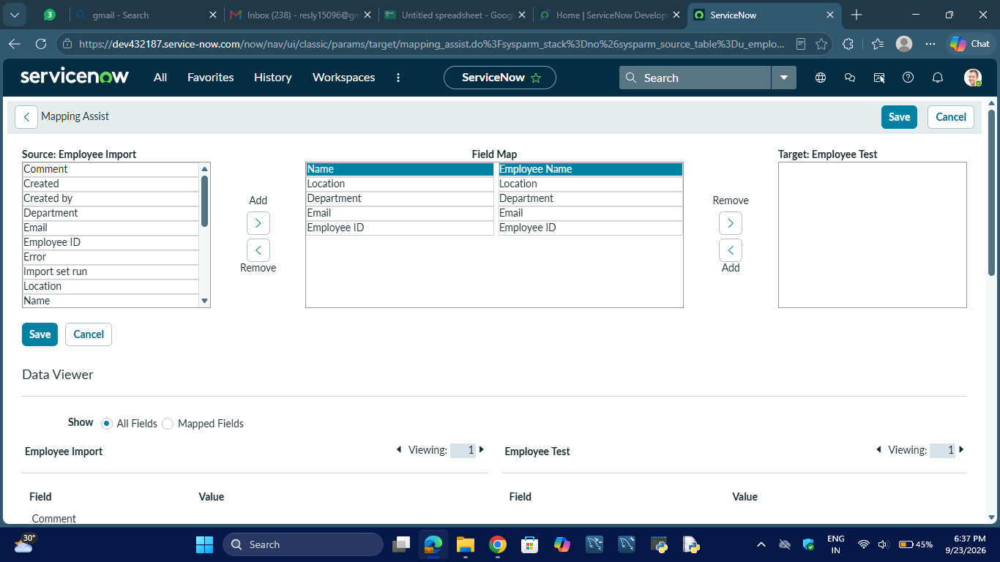 3
gmail - Search
Inbox (238) - resly15096@gm
Untitled spreadsheet - Googl
Home | ServiceNow Develope
ServiceNow
https://dev432187.service-now.com/now/nav/ui/classic/params/target/mapping_assist.do%3Fsysparm_stack%3Dno%26sysparm_source_table%3Du_emplo...
Chat
servicenow
All
Favorites
History
Workspaces
ServiceNow
Search
Mapping Assist
Save
Cancel
Source: Employee Import
Field Map
Target: Employee Test
Comment
Created
Created by
Department
Email
Employee ID
Error
Import set run
Location
Name
Add
Remove
Name Employee Name
Location Location
Department Department
Email Email
Employee ID Employee ID
Remove
Add
Save
Cancel
Data Viewer
Show All Fields Mapped Fields
Employee Import Viewing: 1
Employee Test Viewing: 1
Field Value
Field Value
Comment
30°
Search
ENG
IN
45%
6:37 PM
9/23/2026